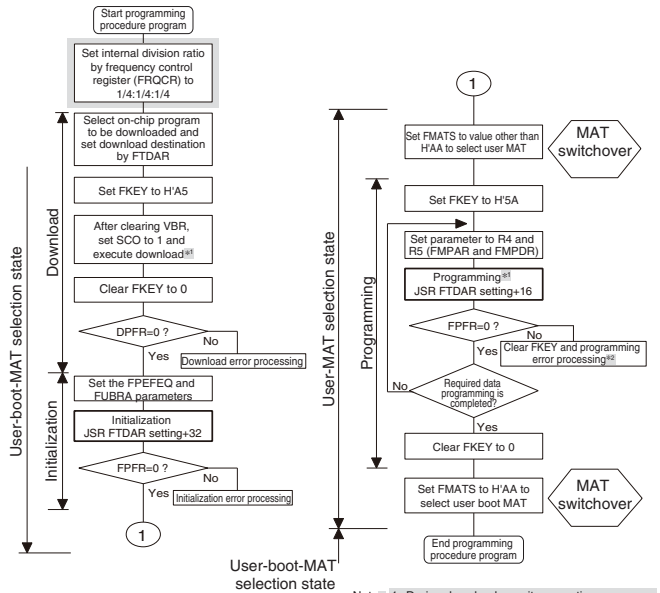 Start programming
procedure program
Set internal division ratio
by frequency control
register (FRQCR) to
1/4:1/4:1/4
Select on-chip program
to be downloaded and
set download destination
by FTDAR
Set FKEY to H'A5
After clearing VBR,
set SCO to 1 and
execute download*1
Clear FKEY to 0
DPFR=0 ?
No
Yes
Download error processing
Set the FPEFEQ and
FUBRA parameters
Initialization
JSR FTDAR setting+32
FPFR=0 ?
No
Yes
Initialization error processing
1
User-boot-MAT selection state
Download
Initialization
1
Set FMATS to value other than
H'AA to select user MAT
MAT
switchover
Set FKEY to H'5A
Set parameter to R4 and
R5 (FMPAR and FMPDR)
Programming*1
JSR FTDAR setting+16
FPFR=0 ?
No
Yes
Clear FKEY and programming
error processing*2
No
Required data
programming is
completed?
Yes
Clear FKEY to 0
Set FMATS to H'AA to
select user boot MAT
MAT
switchover
End programming
procedure program
User-MAT selection state
Programming
User-boot-MAT
selection state